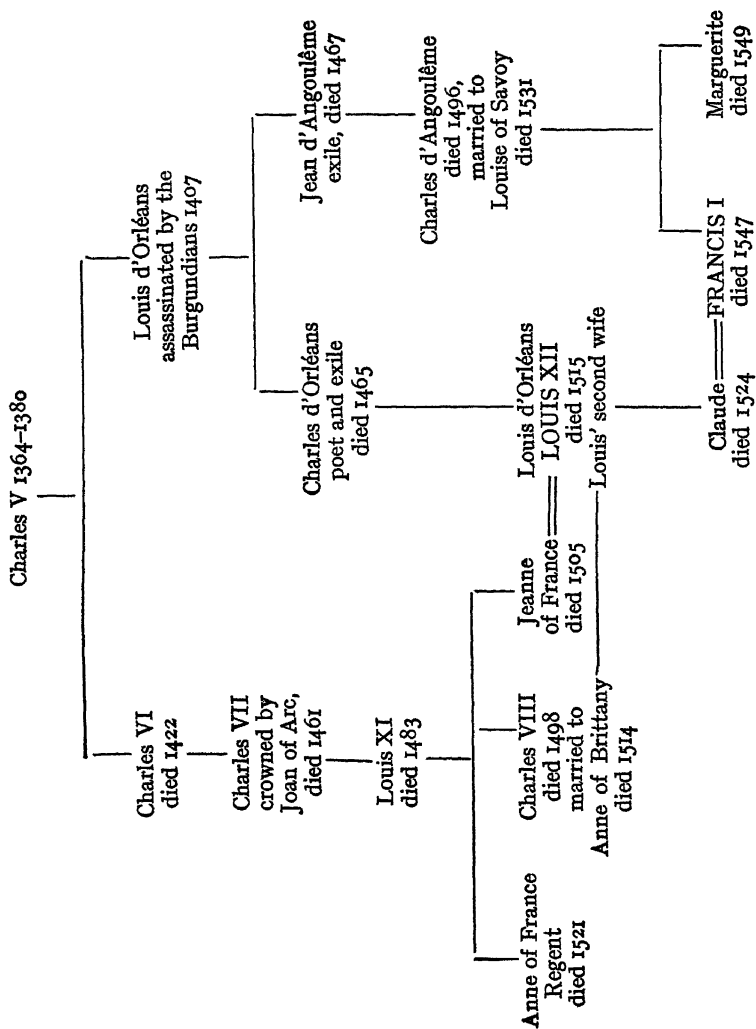 Charles V 1364–1380
Charles VI
died 1422
Louis d'Orléans
assassinated by the
Burgundians 1407
Charles VII
crowned by
Joan of Arc,
died 1461
Charles d'Orléans
poet and exile
died 1465
Jean d'Angoulême
exile, died 1467
Louis XI
died 1483
Charles d'Angoulême
died 1496,
married to
Louise of Savoy
died 1531
Anne of France
Regent
died 1521
Charles VIII
died 1498
married to
Anne of Brittany
died 1514
Jeanne
of France
died 1505
Louis d'Orléans
LOUIS XII
died 1515
Louis' second wife
Claude
died 1524
FRANCIS I
died 1547
Marguerite
died 1549